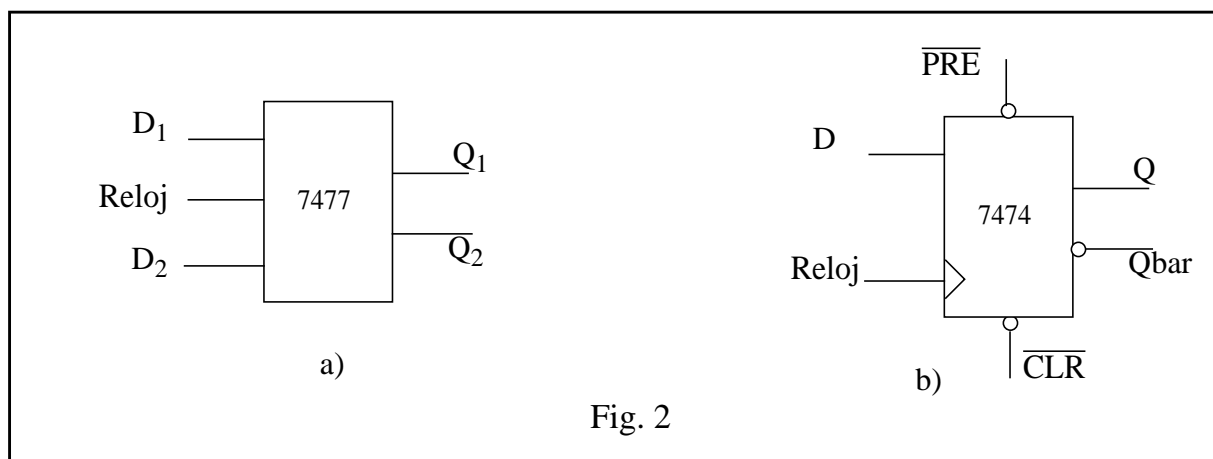 D1
Reloj
D2
7477
Q1
Q2
a)
PRE
D
Reloj
7474
Q
Qbar
CLR
b)
Fig. 2